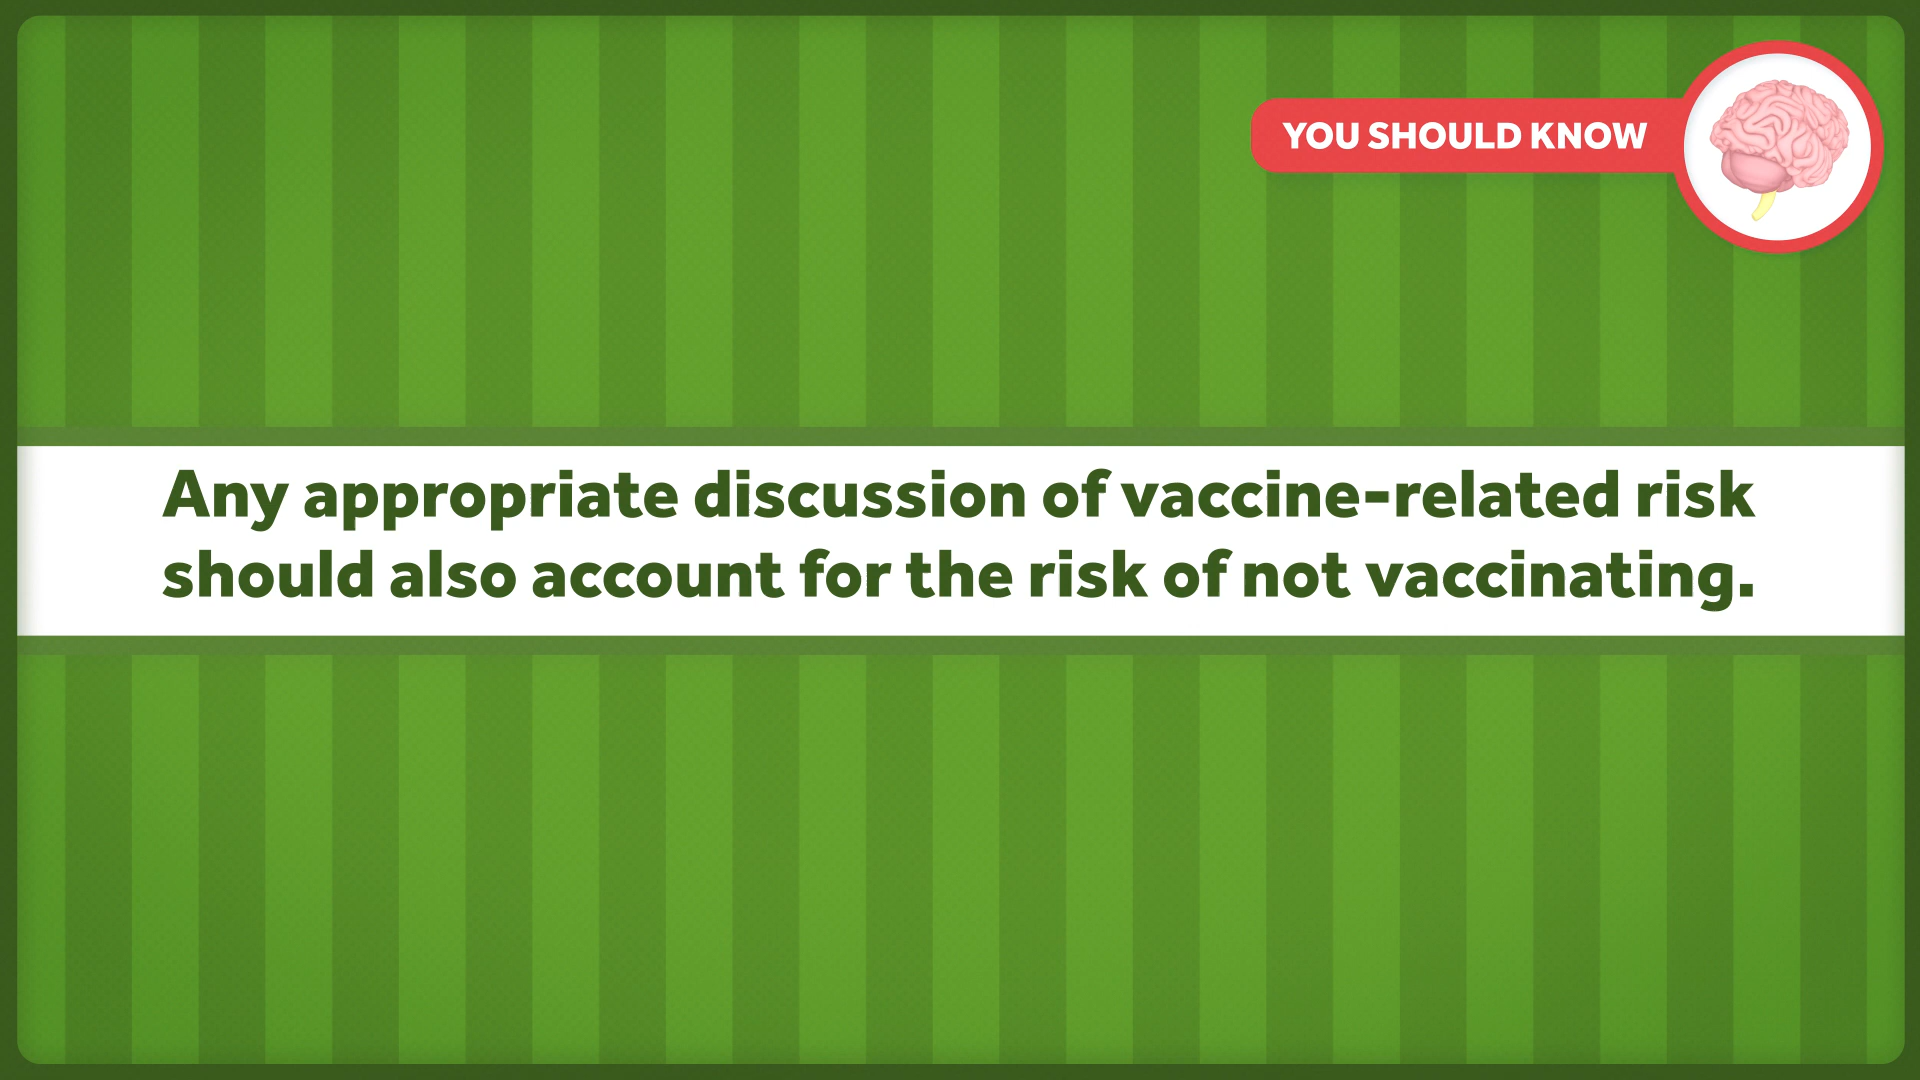 YOU SHOULD KNOW
Any appropriate discussion of vaccine-related risk
should also account for the risk of not vaccinating.